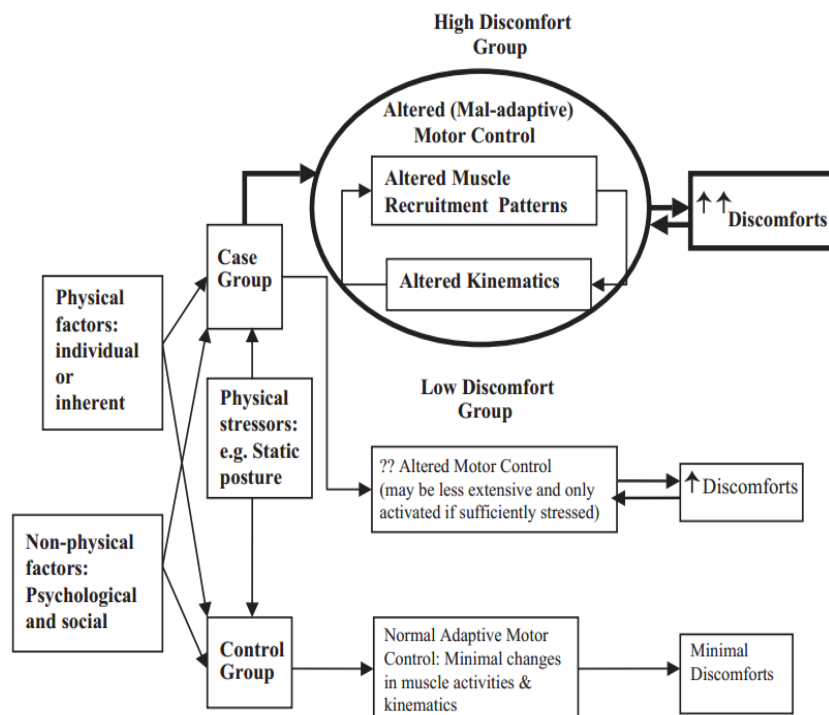 High Discomfort
Group
Altered (Mal-adaptive)
Motor Control
Altered Muscle
Recruitment Patterns
Altered Kinematics
↑↑
Discomforts
Case
Group
Physical
factors:
individual
or
inherent
Physical
stressors:
e.g. Static
posture
Low Discomfort
Group
?? Altered Motor Control
(may be less extensive and only
activated if sufficiently stressed)
↑Discomforts
Non-physical
factors:
Psychological
and social
Control
Group
Normal Adaptive Motor
Control: Minimal changes
in muscle activities &
kinematics
Minimal
Discomforts